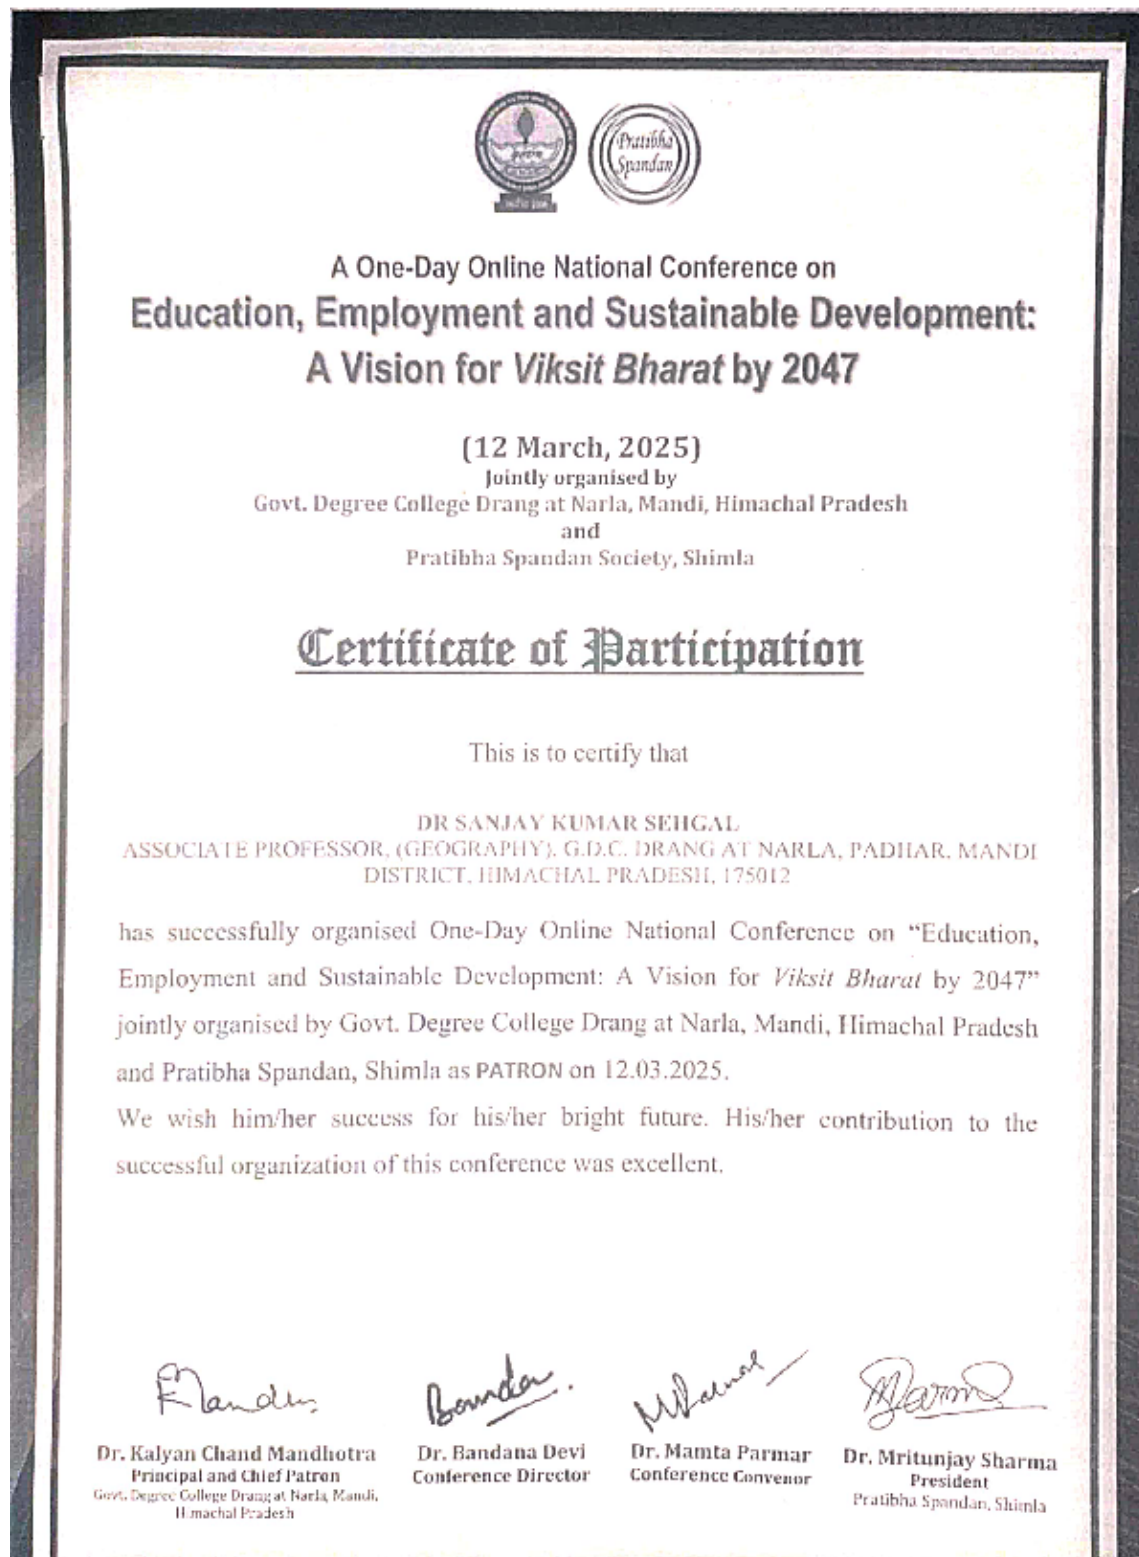 Pratibha
Spandan
A One-Day Online National Conference on
Education, Employment and Sustainable Development:
A Vision for Viksit Bharat by 2047
(12 March, 2025)
Jointly organised by
Govt. Degree College Drang at Narla, Mandi, Himachal Pradesh
and
Pratibha Spandan Society, Shimla
Certificate of Participation
This is to certify that
DR SANJAY KUMAR SEHGAL
ASSOCIATE PROFESSOR, (GEOGRAPHY), G.D.C. DRANG AT NARLA, PADHAR, MANDI
DISTRICT, HIMACHAL PRADESH, 175012
has successfully organised One-Day Online National Conference on “Education,
Employment and Sustainable Development: A Vision for Viksit Bharat by 2047”
jointly organised by Govt. Degree College Drang at Narla, Mandi, Himachal Pradesh
and Pratibha Spandan, Shimla as PATRON on 12.03.2025.
We wish him/her success for his/her bright future. His/her contribution to the
successful organization of this conference was excellent.
Dr. Kalyan Chand Mandhotra
Principal and Chief Patron
Govt. Degree College Drang at Narla, Mandi,
Himachal Pradesh
Dr. Bandana Devi
Conference Director
Dr. Mamta Parmar
Conference Convenor
Dr. Mritunjay Sharma
President
Pratibha Spandan, Shimla